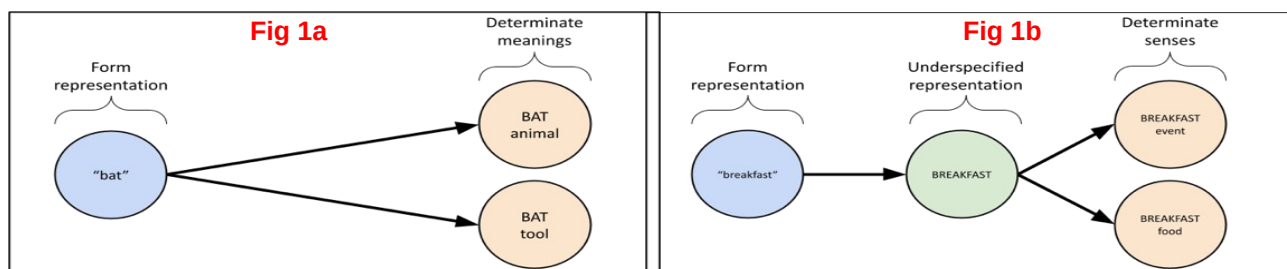 Fig 1a
Determinate
meanings
Form
representation
"bat"
BAT
animal
BAT
tool
Fig 1b
Determinate
senses
Form
representation
Underspecified
representation
"breakfast"
BREAKFAST
BREAKFAST
event
BREAKFAST
food